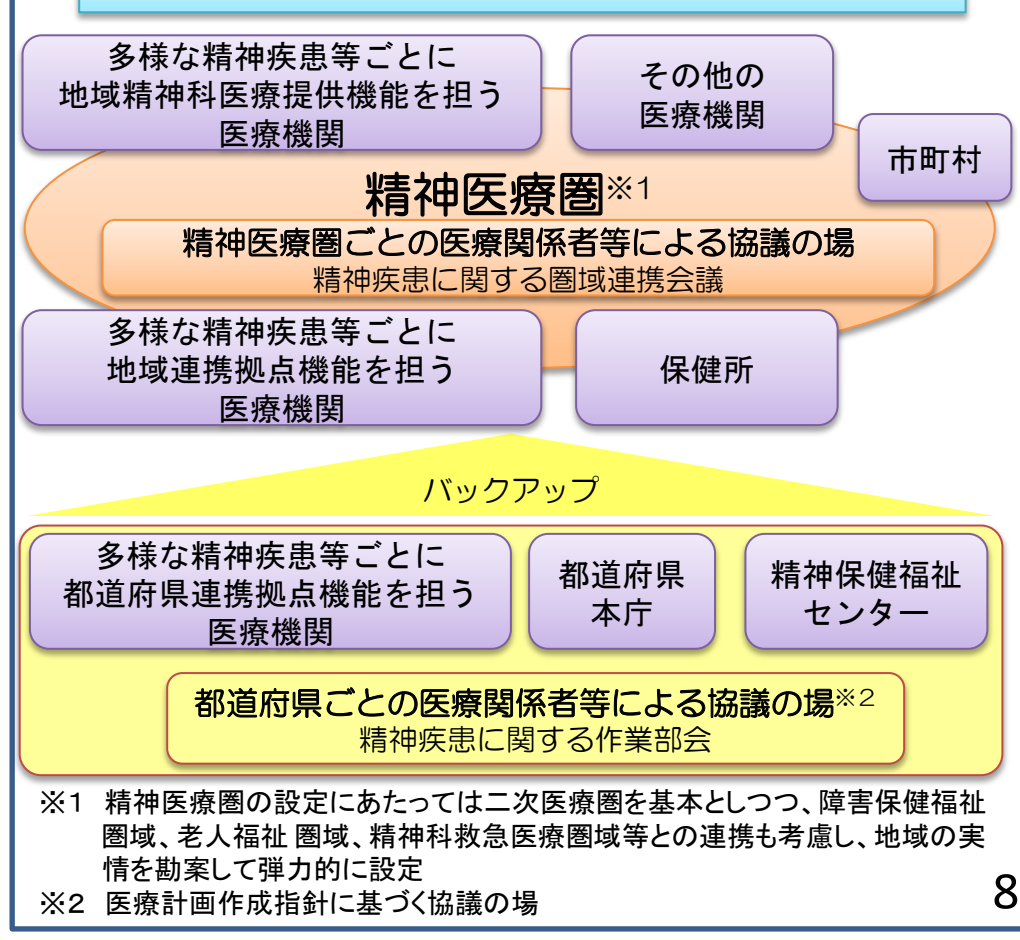 多様な精神疾患等ごとに
地域精神科医療提供機能を担う
医療機関
その他の
医療機関
市町村
精神医療圏※1
精神医療圏ごとの医療関係者等による協議の場
精神疾患に関する圏域連携会議
多様な精神疾患等ごとに
地域連携拠点機能を担う
医療機関
保健所
バックアップ
多様な精神疾患等ごとに
都道府県連携拠点機能を担う
医療機関
都道府県
本庁
精神保健福祉
センター
都道府県ごとの医療関係者等による協議の場※2
精神疾患に関する作業部会
※1 精神医療圏の設定にあたっては二次医療圏を基本としつつ、障害保健福祉
圏域、老人福祉 圏域、精神科救急医療圏域等との連携も考慮し、地域の実
情を勘案して弾力的に設定
※2 医療計画作成指針に基づく協議の場
8